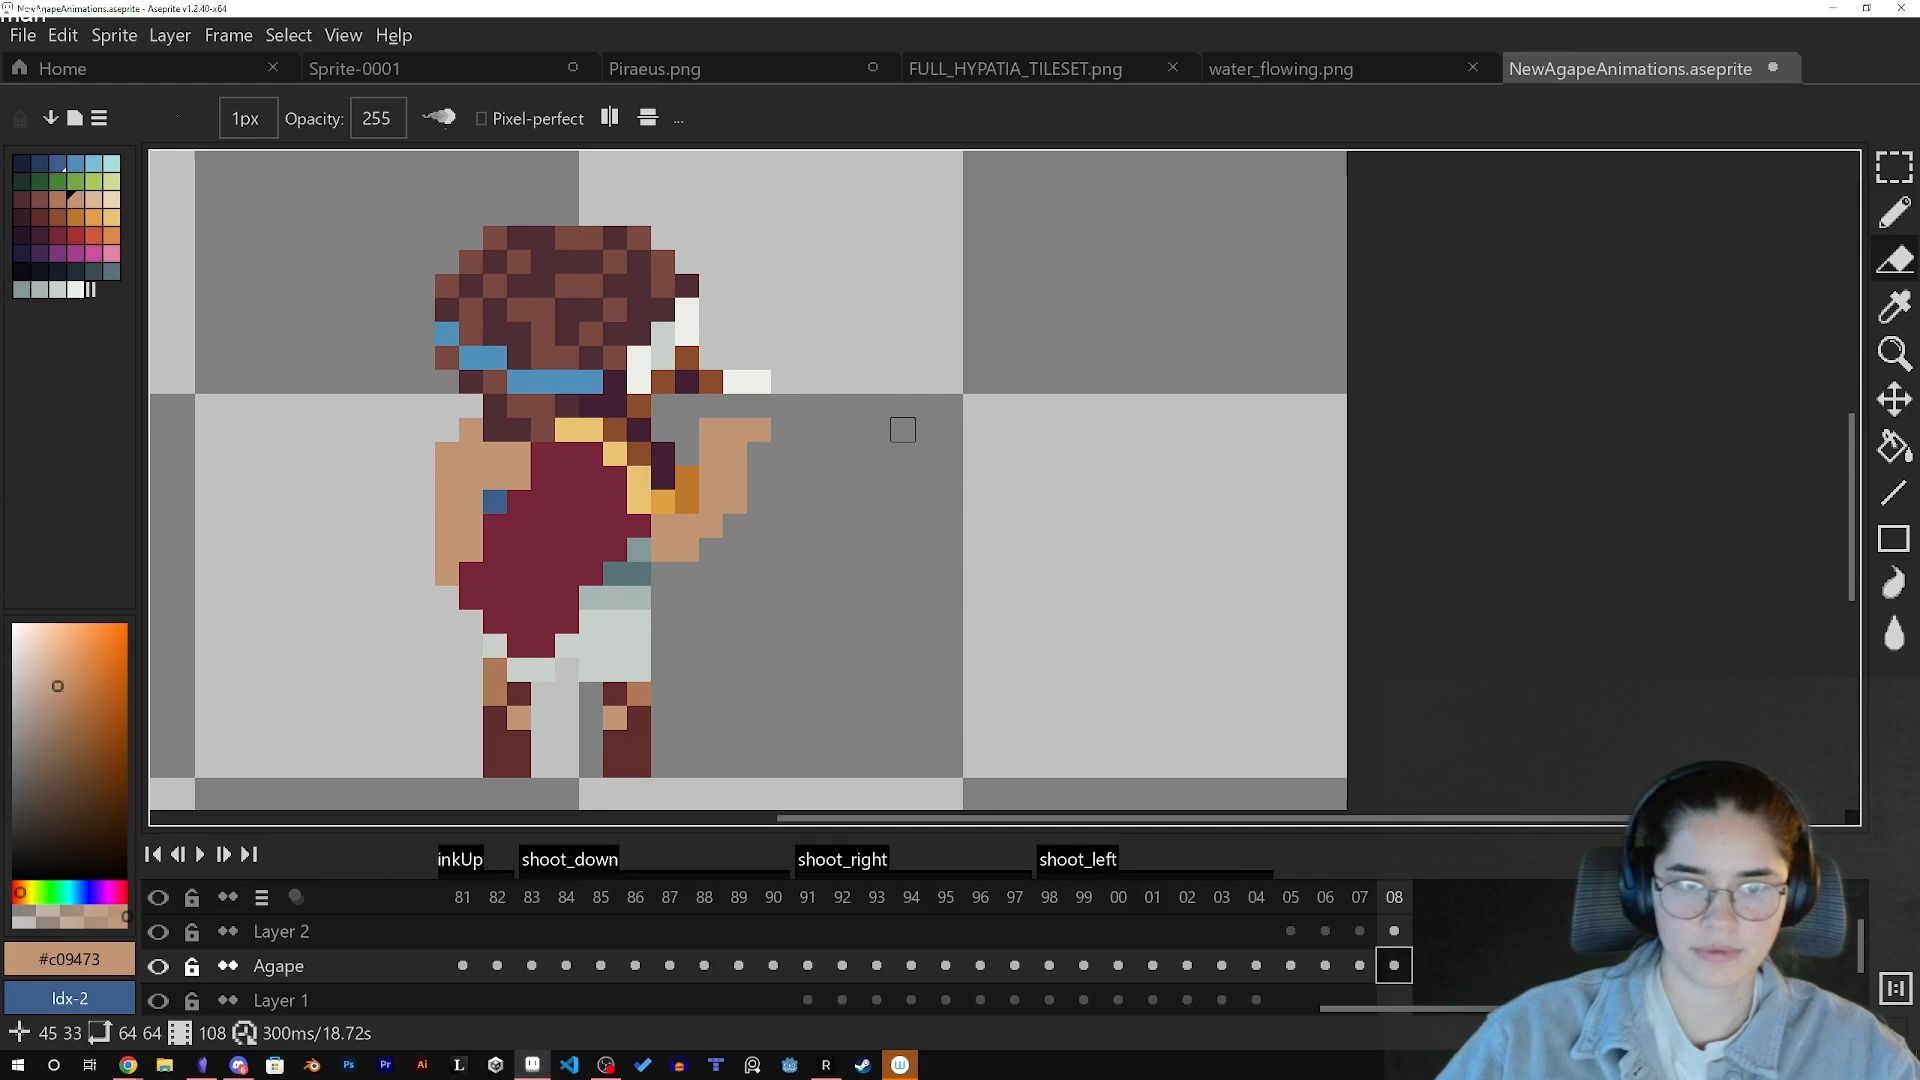 NewAgapeAnimations.aseprite - Aseprite v1.2.40-x64
File Edit Sprite Layer Frame Select View Help
Home Sprite-0001 Piraeus.png FULL_HYPATIA_TILESET.png water_flowing.png NewAgapeAnimations.aseprite
1px Opacity: 255 Pixel-perfect ...
inkUp shoot_down shoot_right shoot_left
81 82 83 84 85 86 87 88 89 90 91 92 93 94 95 96 97 98 99 00 01 02 03 04 05 06 07 08
Layer 2
#c09473 Agape
Idx-2 Layer 1
45 33 64 64 108 300ms/18.72s